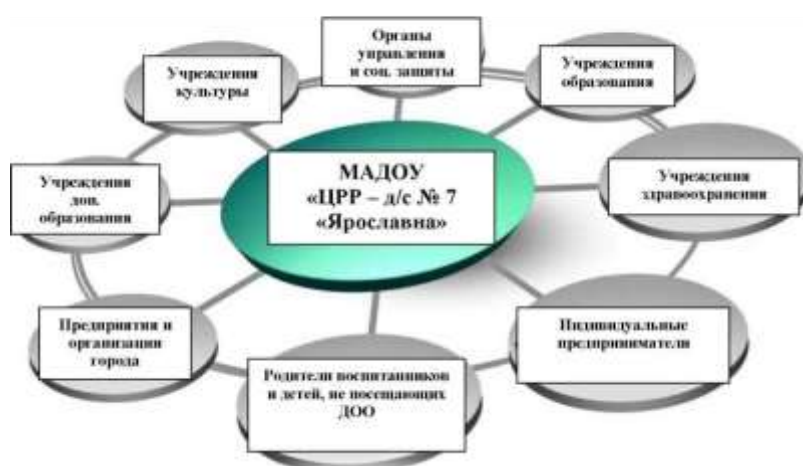 Органы
управления
и соц. защиты
Учреждения
культуры
Учреждения
образования
МАДОУ
«ЦРР – д/с № 7
«Ярославна»
Учреждения
доп.
образования
Учреждения
здравоохранения
Предприятия и
организации
города
Индивидуальные
предприниматели
Родители воспитанников
и детей, не посещающих
ДОО